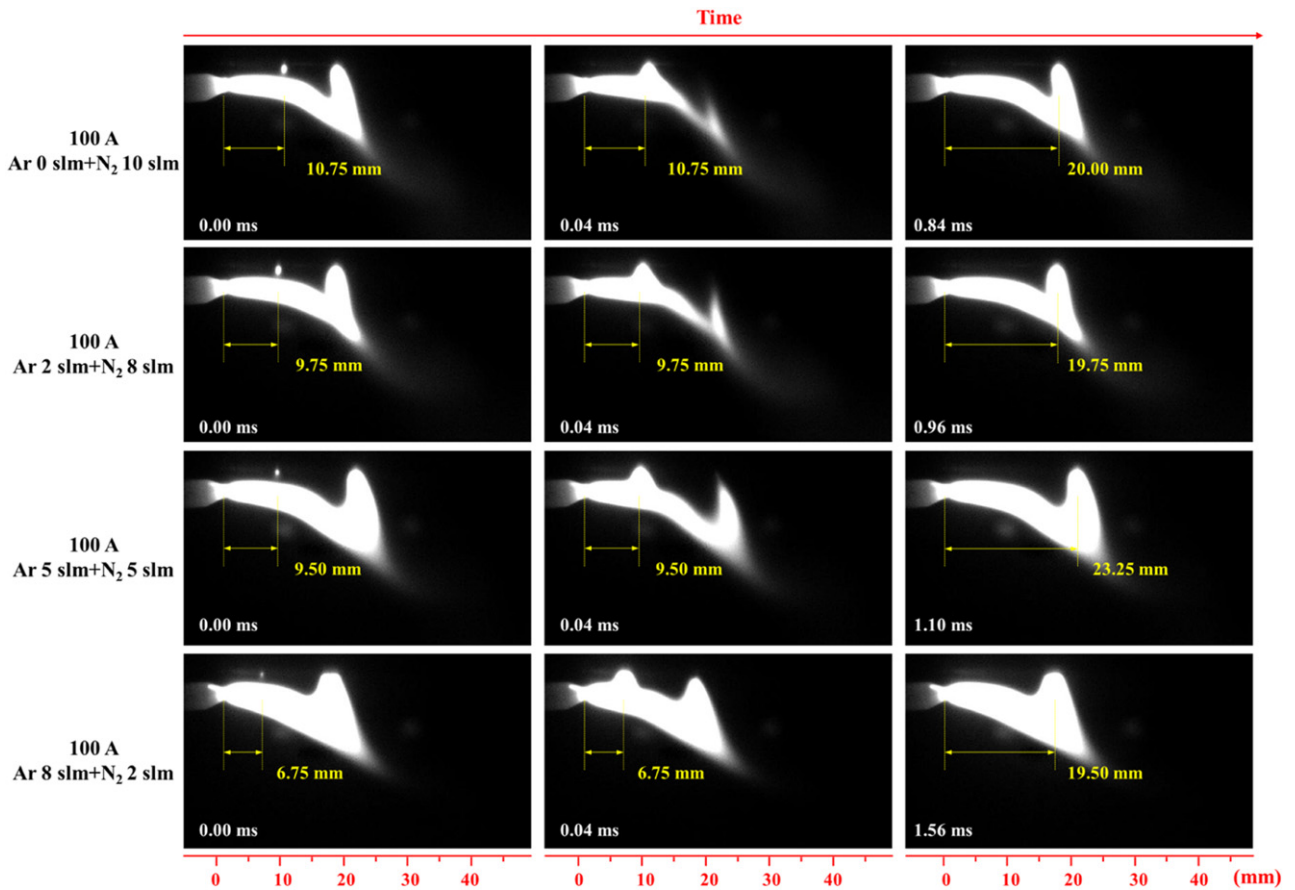 Time
100 A
Ar 0 slm+N₂ 10 slm
10.75 mm
0.00 ms
10.75 mm
0.04 ms
20.00 mm
0.84 ms
100 A
Ar 2 slm+N₂ 8 slm
9.75 mm
0.00 ms
9.75 mm
0.04 ms
19.75 mm
0.96 ms
100 A
Ar 5 slm+N₂ 5 slm
9.50 mm
0.00 ms
9.50 mm
0.04 ms
23.25 mm
1.10 ms
100 A
Ar 8 slm+N₂ 2 slm
6.75 mm
0.00 ms
6.75 mm
0.04 ms
19.50 mm
1.56 ms
0 10 20 30 40 0 10 20 30 40 0 10 20 30 40 (mm)